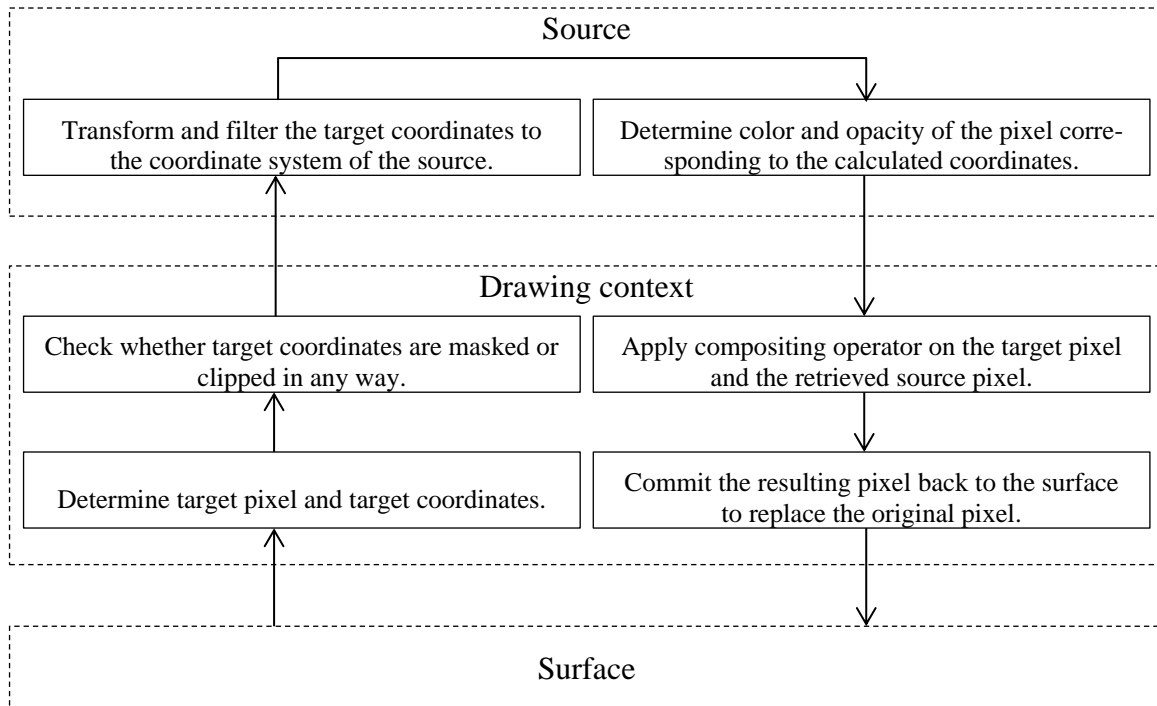 Source
Transform and filter the target coordinates to
the coordinate system of the source.
Determine color and opacity of the pixel corre-
sponding to the calculated coordinates.
Drawing context
Check whether target coordinates are masked or
clipped in any way.
Apply compositing operator on the target pixel
and the retrieved source pixel.
Determine target pixel and target coordinates.
Commit the resulting pixel back to the surface
to replace the original pixel.
Surface